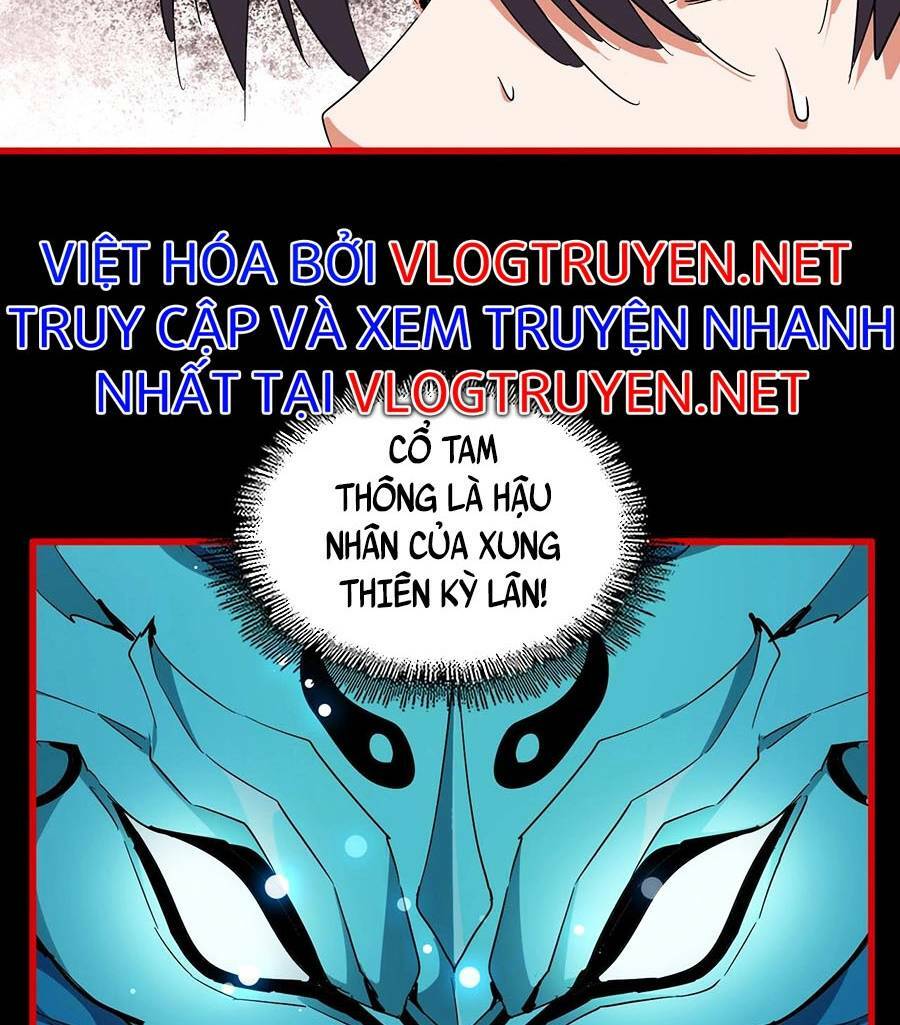 VIỆT HÓA BỞI VLOGTRUYEN.NET
TRUY CẬP VÀ XEM TRUYỆN NHANH
NHẤT TẠI VLOGTRUYEN.NET
CỔ TAM
THÔNG LÀ HẬU
NHÂN CỦA XUNG
THIÊN KỲ LÂN!